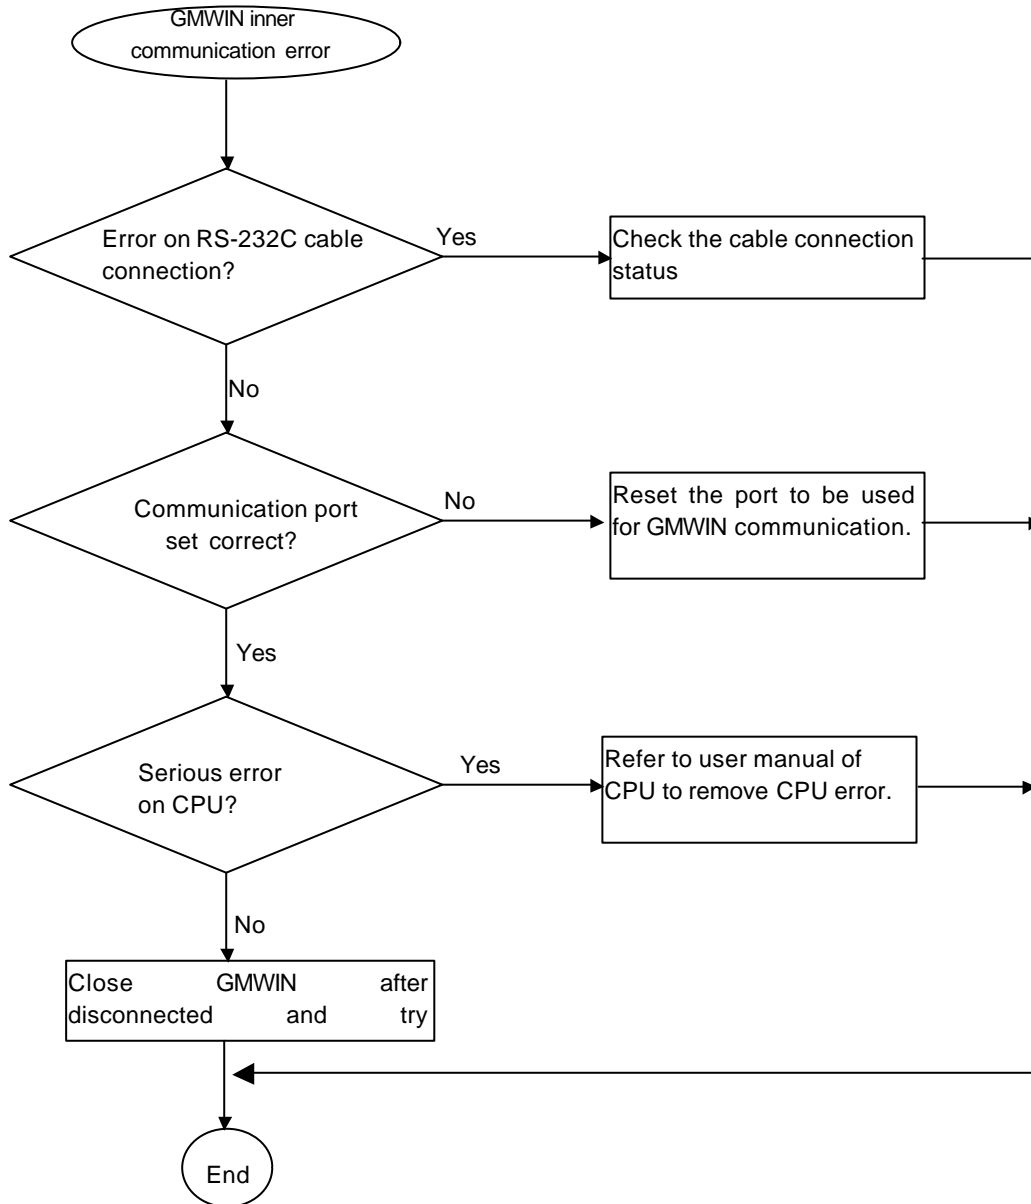 GMWIN inner
communication error
Error on RS-232C cable
connection?
Yes
Check the cable connection
status
No
Communication port
set correct?
No
Reset the port to be used
for GMWIN communication.
Yes
Serious error
on CPU?
Yes
Refer to user manual of
CPU to remove CPU error.
No
Close GMWIN after
disconnected and try
End